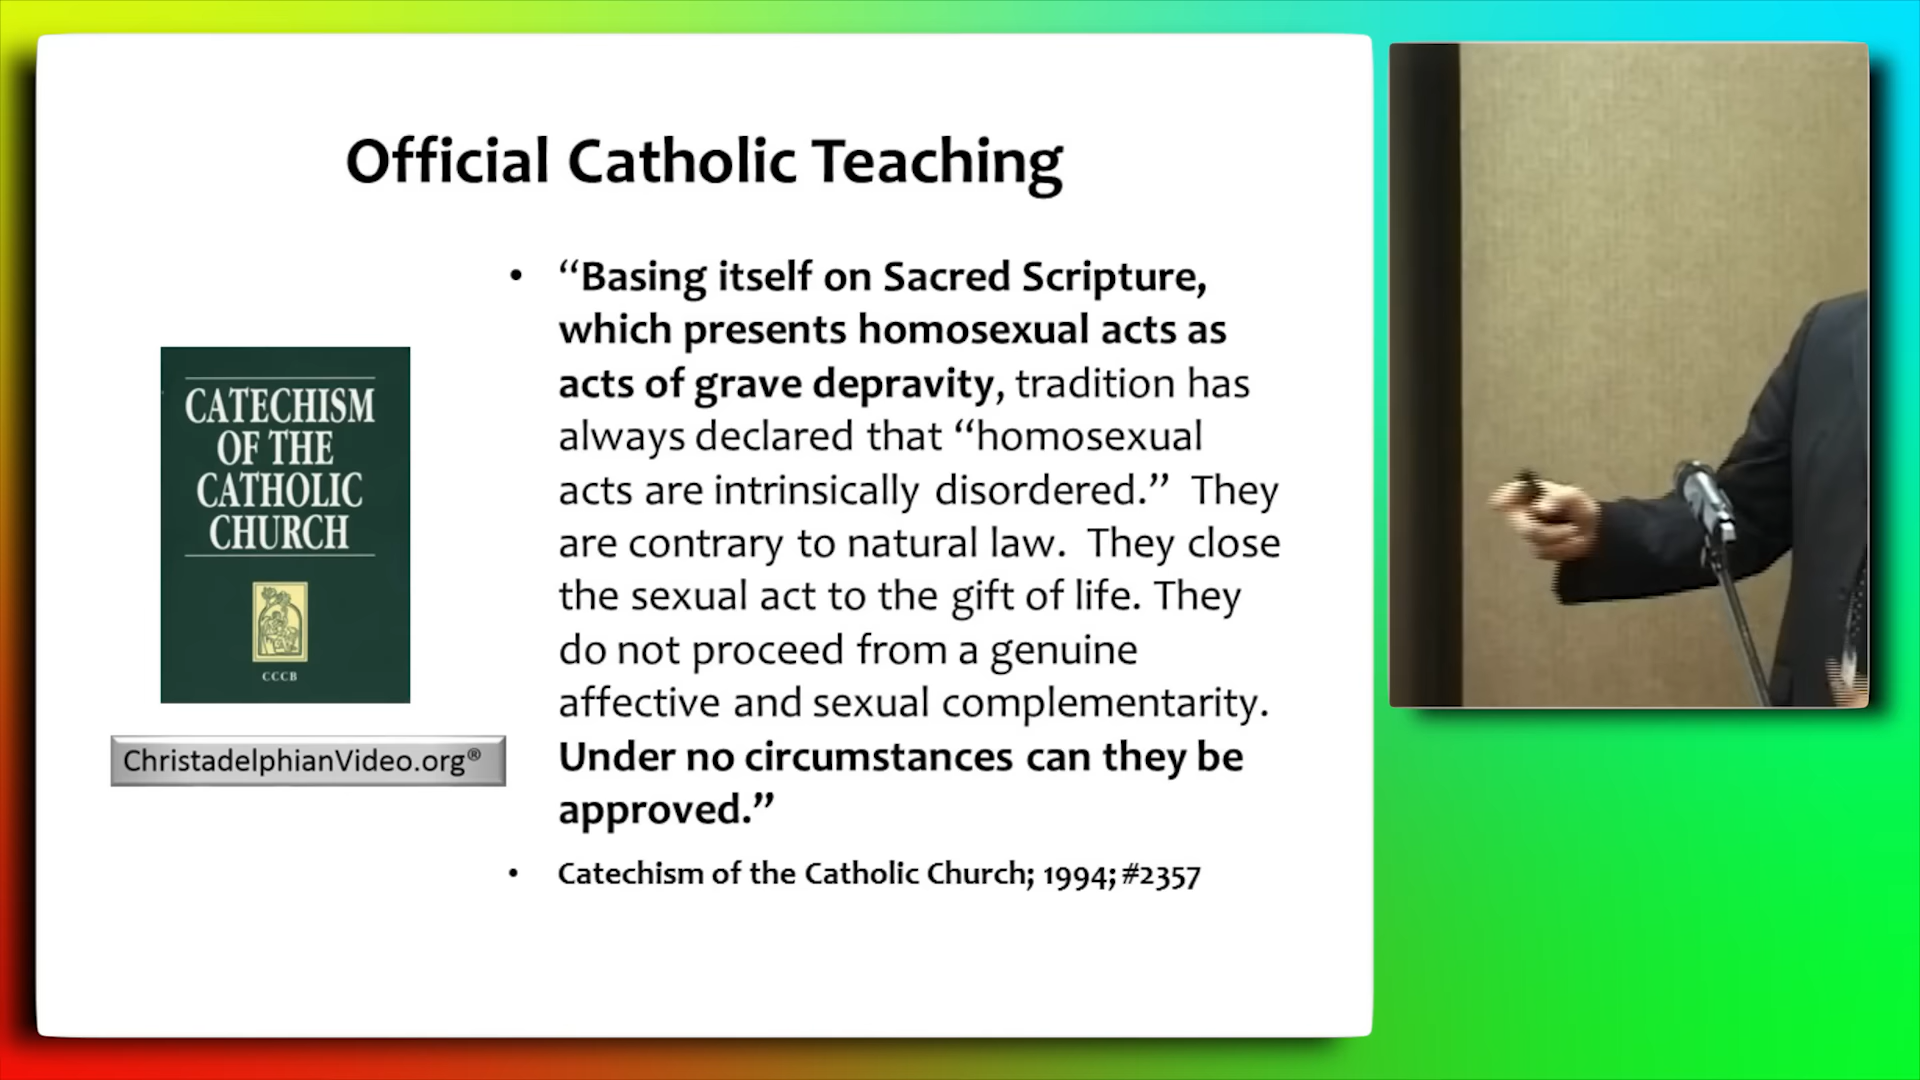 Official Catholic Teaching
• “Basing itself on Sacred Scripture,
which presents homosexual acts as
acts of grave depravity, tradition has
always declared that “homosexual
acts are intrinsically disordered.” They
are contrary to natural law. They close
the sexual act to the gift of life. They
do not proceed from a genuine
affective and sexual complementarity.
Under no circumstances can they be
approved.”
• Catechism of the Catholic Church; 1994; #2357
CATECHISM
OF THE
CATHOLIC
CHURCH
CCCB
ChristadelphianVideo.org®